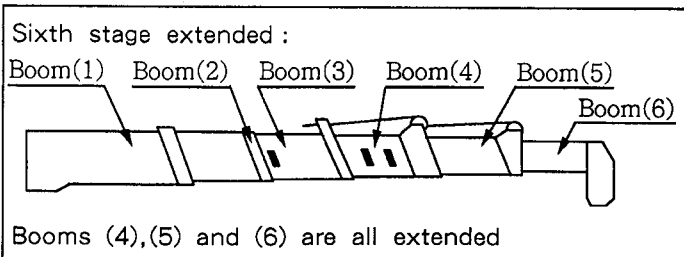 Sixth stage extended :
Boom(1) Boom(2) Boom(3) Boom(4) Boom(5)
Boom(6)
Booms (4),(5) and (6) are all extended